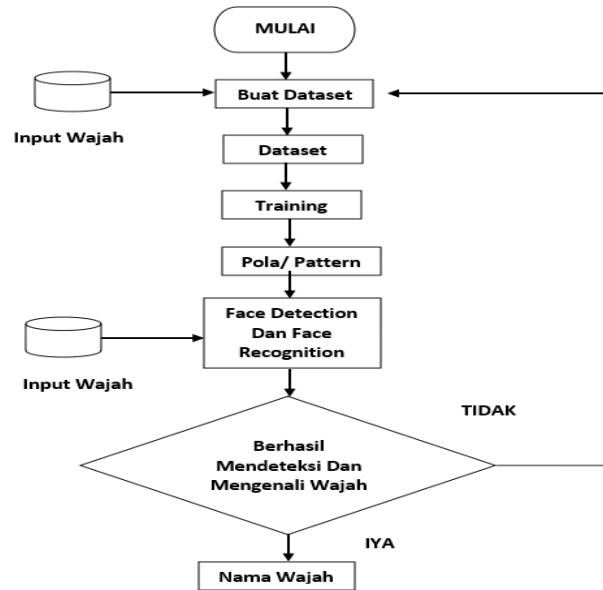 MULAI
Buat Dataset
Input Wajah
Dataset
Training
Pola/ Pattern
Face Detection
Dan Face
Recognition
Input Wajah
TIDAK
Berhasil
Mendeteksi Dan
Mengenali Wajah
IYA
Nama Wajah